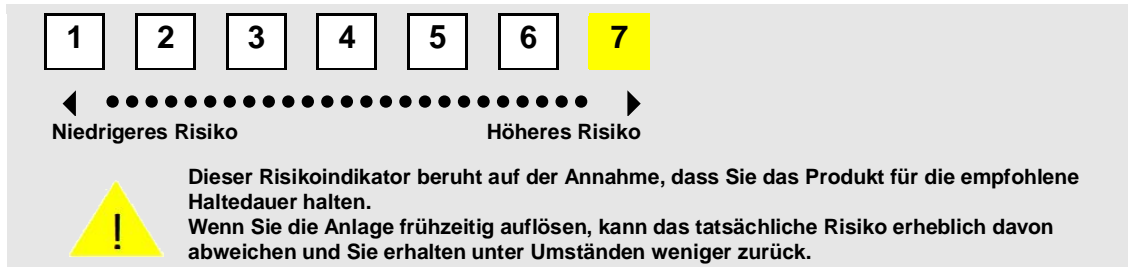 1 2 3 4 5 6 7
Niedrigeres Risiko Höheres Risiko
Dieser Risikoindikator beruht auf der Annahme, dass Sie das Produkt für die empfohlene
Haltedauer halten.
Wenn Sie die Anlage frühzeitig auflösen, kann das tatsächliche Risiko erheblich davon
abweichen und Sie erhalten unter Umständen weniger zurück.
!